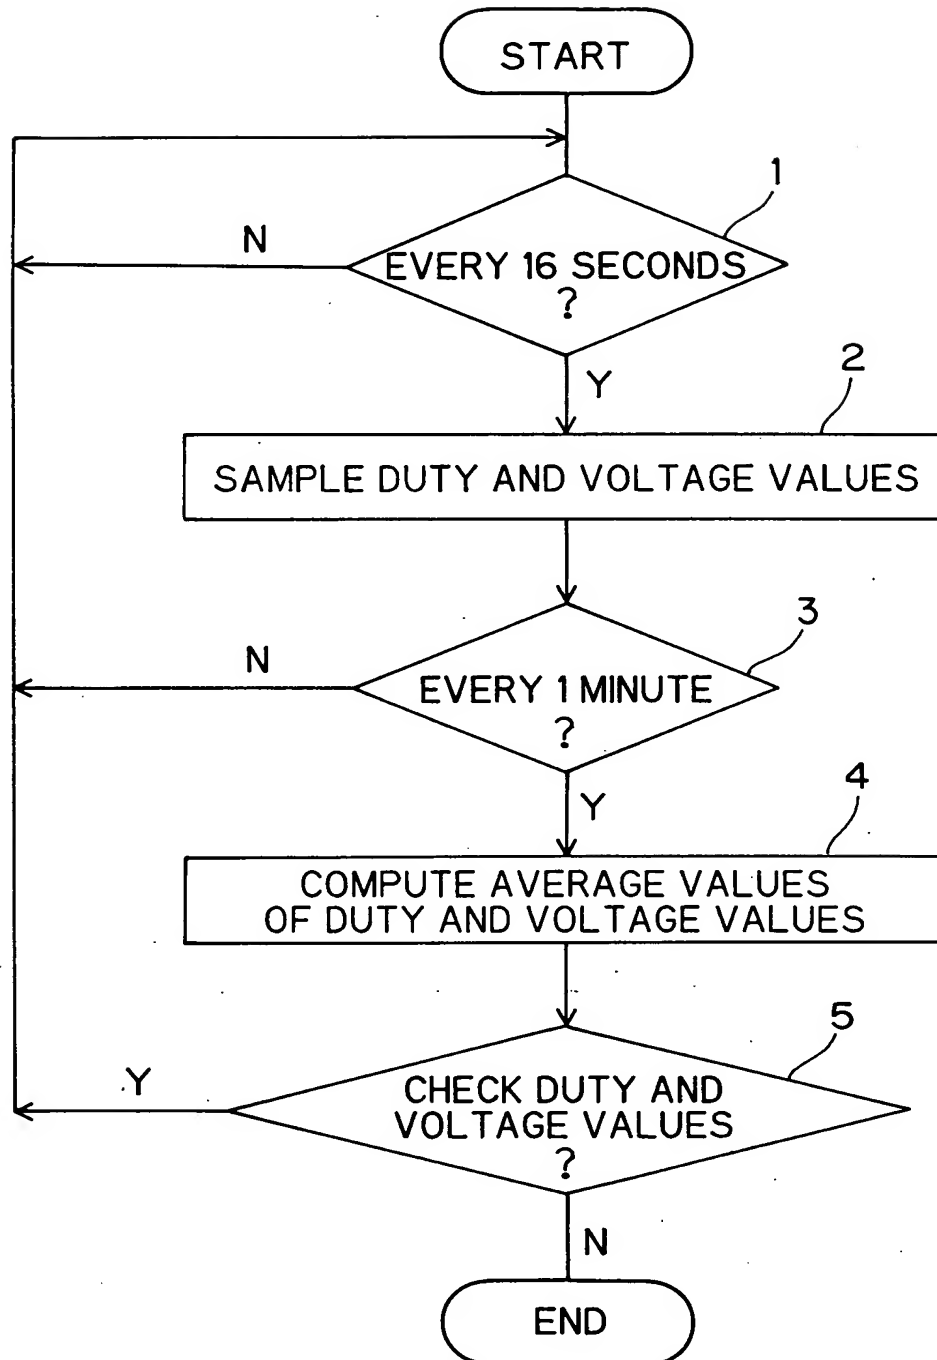 START
1
N
EVERY 16 SECONDS
?
Y
2
SAMPLE DUTY AND VOLTAGE VALUES
3
N
EVERY 1 MINUTE
?
Y
4
COMPUTE AVERAGE VALUES
OF DUTY AND VOLTAGE VALUES
5
Y
CHECK DUTY AND
VOLTAGE VALUES
?
N
END